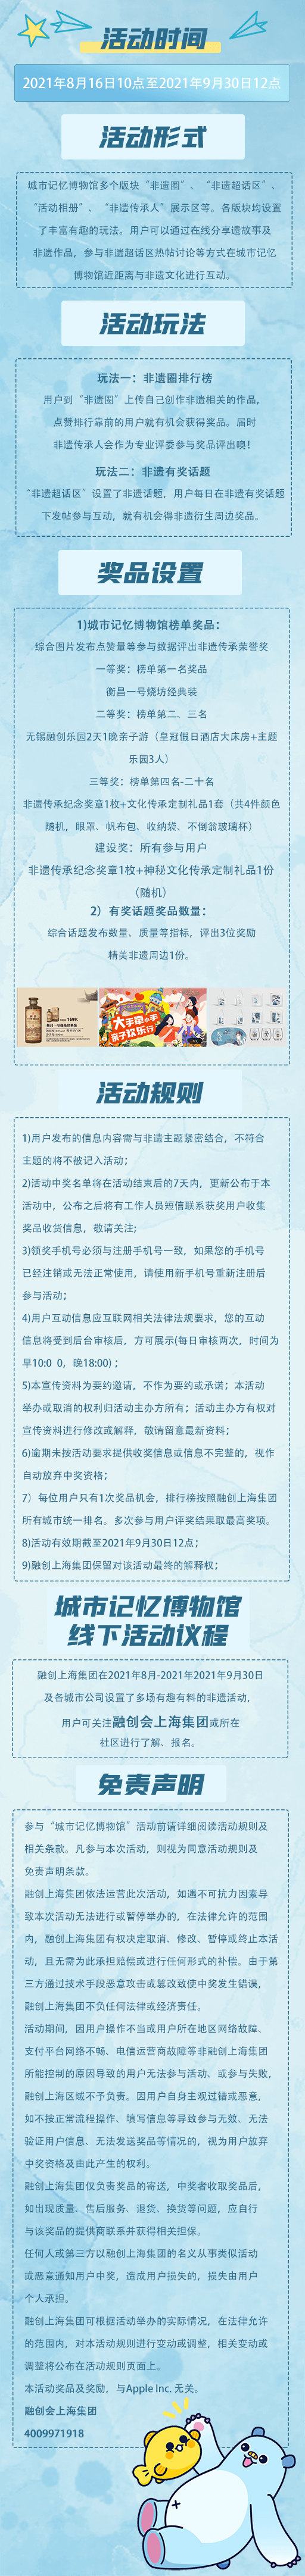 活动时间
2021年8月16日10点至2021年9月30日12点
活动形式
城市记忆博物馆多个版块“非遗圈”、“非遗超话区”、
“活动相册”、“非遗传承人”展示区等。各版块均设置
了丰富有趣的玩法。用户可以通过在线分享遗故事及
非遗作品，参与非遗超话区热帖讨论等方式在城市记忆
博物馆近距离与非遗文化进行互动。
活动玩法
玩法一：非遗圈排行榜
用户到“非遗圈”上传自己创作非遗相关的作品，
点赞排行靠前的用户就有机会获得奖品。届时
非遗传承人会作为专业评委参与奖品评出噢！
玩法二：非遗有奖话题
“非遗超话区”设置了非遗话题，用户每日在非遗有奖话题
下发帖参与互动，就有机会得非遗衍生周边奖品。
奖品设置
1)城市记忆博物馆榜单奖品：
综合图片发布点赞量等参与数据评出非遗传承荣誉奖
一等奖：榜单第一名奖品
衡昌一号烧坊经典装
二等奖：榜单第二、三名
无锡融创乐园2天1晚亲子游（皇冠假日酒店大床房+主题
乐园3人）
三等奖：榜单第四名-二十名
非遗传承纪念奖章1枚+文化传承定制礼品1套（共4件颜色
随机，眼罩、帆布包、收纳袋、不倒翁玻璃杯）
建设奖：所有参与用户
非遗传承纪念奖章1枚+神秘文化传承定制礼品1份
（随机）
2）有奖话题奖品数量：
综合话题发布数量、质量等指标，评出3位奖励
精美非遗周边1份。
大手牵小手
亲子欢乐行
活动规则
1)用户发布的信息内容需与非遗主题紧密结合，不符合
主题的将不被记入活动；
2)活动中奖名单将在活动结束后的7天内，更新公布于本
活动中，公布之后将有工作人员短信联系获奖用户收集
奖品收货信息，敬请关注；
3)领奖手机号必须与注册手机号一致，如果您的手机号
已经注销或无法正常使用，请使用新手机号重新注册后
参与活动；
4)用户互动信息应互联网相关法律法规要求，您的互动
信息将受到后台审核后，方可展示(每日审核两次，时间为
早10:0 0，晚18:00)；
5)本宣传资料为要约邀请，不作为要约或承诺；本活动
举办或取消的权利归活动主办方所有；活动主办方有权对
宣传资料进行修改或解释，敬请留意最新资料；
6)逾期未按活动要求提供收奖信息或信息不完整的，视作
自动放弃中奖资格；
7）每位用户只有1次奖品机会，排行榜按照融创上海集团
所有城市统一排名。多次参与用户评奖结果取最高奖项。
8)活动有效期截至2021年9月30日12点；
9)融创上海集团保留对该活动最终的解释权；
城市记忆博物馆
线下活动议程
融创上海集团在2021年8月-2021年2021年9月30日
及各城市公司设置了多场有趣有料的非遗活动，
用户可关注融创会上海集团或所在
社区进行了解、报名。
免责声明
参与“城市记忆博物馆”活动前请详细阅读活动规则及
相关条款。凡参与本次活动，则视为同意活动规则及
免责声明条款。
融创上海集团依法运营此次活动，如遇不可抗力因素导
致本次活动无法进行或暂停举办的，在法律允许的范围
内，融创上海集团有权决定取消、修改、暂停或终止本活
动，且无需为此承担赔偿或进行任何形式的补偿。由于第
三方通过技术手段恶意攻击或篡改致使中奖发生错误，
融创上海集团不负任何法律或经济责任。
活动期间，因用户操作不当或用户所在地区网络故障、
支付平台网络不畅、电信运营商故障等非融创上海集团
所能控制的原因导致的用户无法参与活动、或参与失败，
融创上海区域不予负责。因用户自身主观过错或恶意，
如不按正常流程操作、填写信息等导致参与无效、无法
验证用户信息、无法发送奖品等情况的，视为用户放弃
中奖资格及由此产生的权利。
融创上海集团仅负责奖品的寄送，中奖者收取奖品后，
如出现质量、售后服务、退货、换货等问题，应自行
与该奖品的提供商联系并获得相关担保。
任何人或第三方以融创上海集团的名义从事类似活动
或恶意通知用户中奖，造成用户损失的，损失由用户
个人承担。
融创上海集团可根据活动举办的实际情况，在法律允许
的范围内，对本活动规则进行变动或调整，相关变动或
调整将公布在活动规则页面上。
本活动奖品及奖励，与Apple Inc. 无关。
融创会上海集团
4009971918